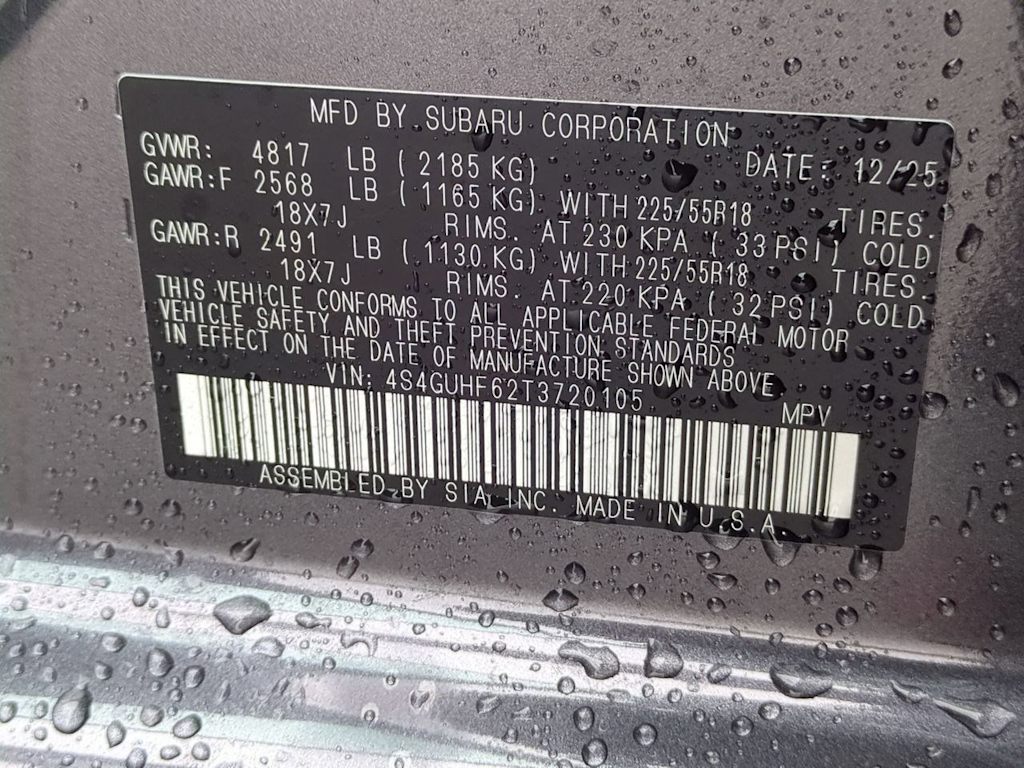 MFD BY SUBARU CORPORATION
GVWR: 4817 LB (2185 KG) DATE: 12/25
GAWR:F 2568 LB (1165 KG) WITH 225/55R18 TIRES.
18X7J RIMS. AT 230 KPA (33 PSI) COLD
GAWR:R 2491 LB (1130 KG) WITH 225/55R18 TIRES.
18X7J RIMS. AT 220 KPA (32 PSI) COLD
THIS VEHICLE CONFORMS TO ALL APPLICABLE FEDERAL MOTOR
VEHICLE SAFETY AND THEFT PREVENTION STANDARDS
IN EFFECT ON THE DATE OF MANUFACTURE SHOWN ABOVE
VIN: 4S4GUHF62T3720105 MPV
ASSEMBLED BY SIA, INC. MADE IN U.S.A.